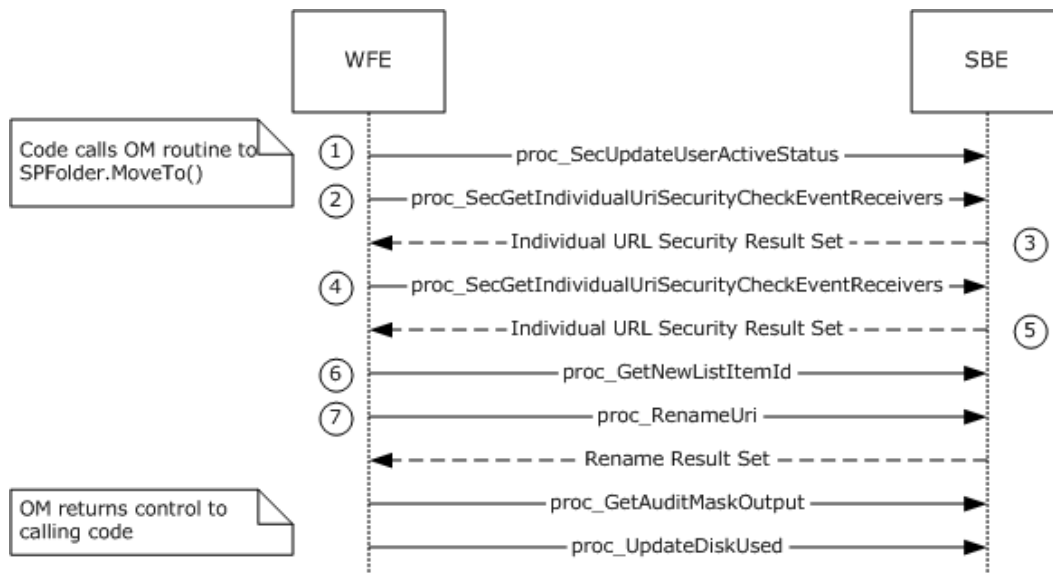 WFE
SBE
Code calls OM routine to
SPFolder.MoveTo()
1
proc_SecUpdateUserActiveStatus
2
proc_SecGetIndividualUriSecurityCheckEventReceivers
Individual URL Security Result Set
3
4
proc_SecGetIndividualUriSecurityCheckEventReceivers
Individual URL Security Result Set
5
6
proc_GetNewListItemId
7
proc_RenameUri
Rename Result Set
OM returns control to
calling code
proc_GetAuditMaskOutput
proc_UpdateDiskUsed